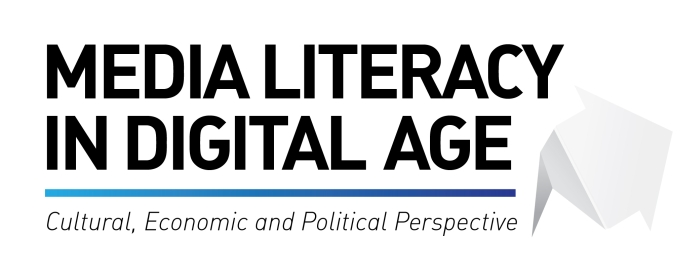 MEDIA LITERACY
IN DIGITAL AGE
Cultural, Economic and Political Perspective